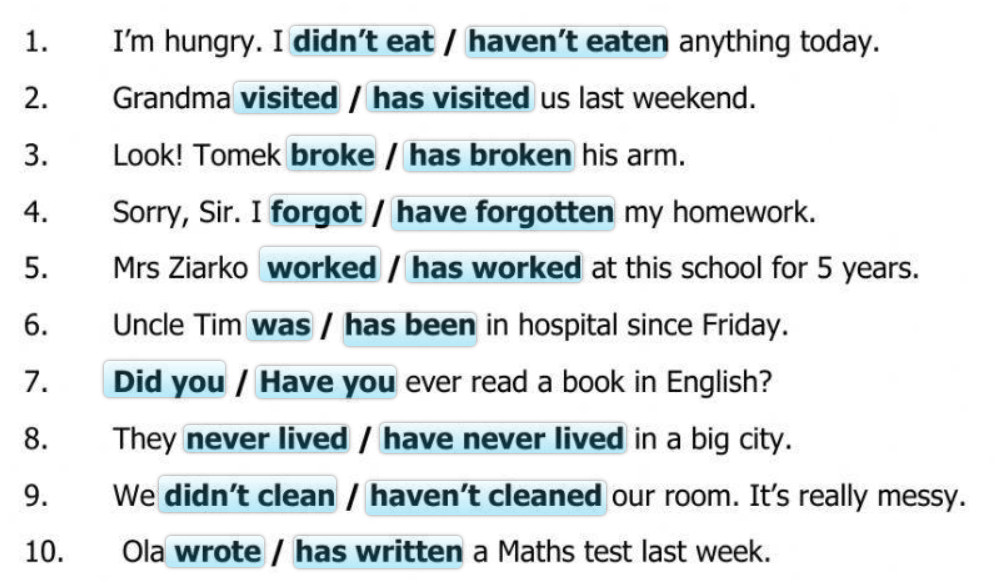 1. I'm hungry. I didn't eat / haven't eaten anything today.
2. Grandma visited / has visited us last weekend.
3. Look! Tomek broke / has broken his arm.
4. Sorry, Sir. I forgot / have forgotten my homework.
5. Mrs Ziarko worked / has worked at this school for 5 years.
6. Uncle Tim was / has been in hospital since Friday.
7. Did you / Have you ever read a book in English?
8. They never lived / have never lived in a big city.
9. We didn't clean / haven't cleaned our room. It's really messy.
10. Ola wrote / has written a Maths test last week.